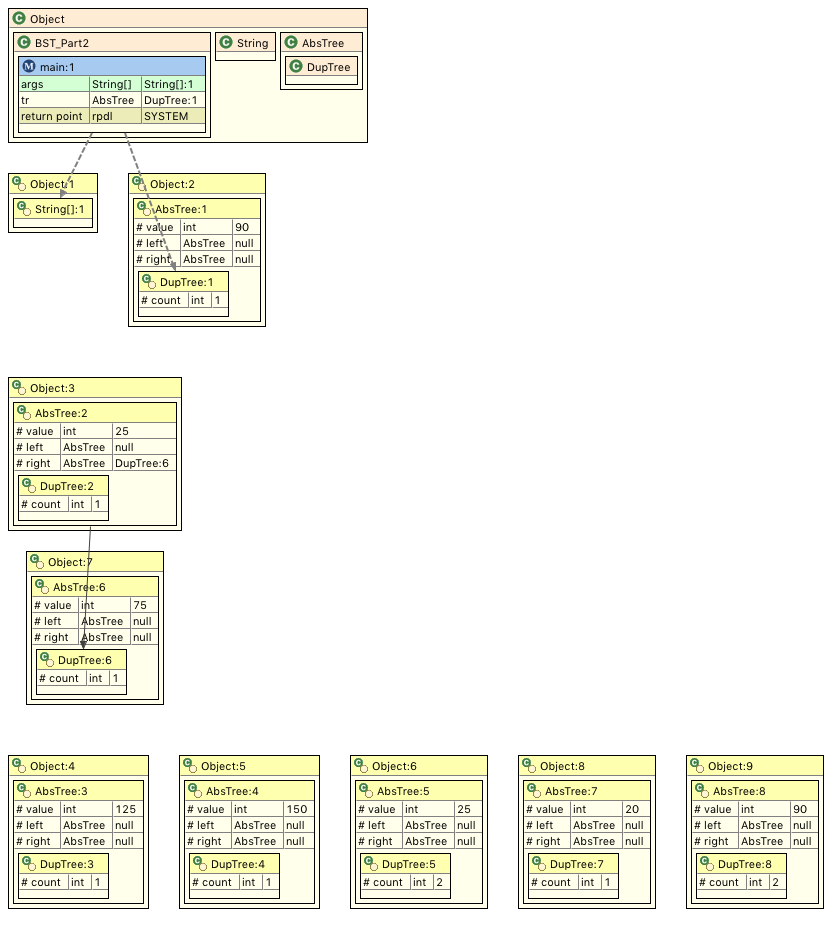 Object
BST_Part2
String
AbsTree
main:1
DupTree
args String[] String[]:1
tr AbsTree DupTree:1
return point rpdl SYSTEM
Object:1
Object:2
String[]:1
AbsTree:1
# value int 90
# left AbsTree null
# right AbsTree null
DupTree:1
# count int 1
Object:3
AbsTree:2
# value int 25
# left AbsTree null
# right AbsTree DupTree:6
DupTree:2
# count int 1
Object:7
AbsTree:6
# value int 75
# left AbsTree null
# right AbsTree null
DupTree:6
# count int 1
Object:4
AbsTree:3
# value int 125
# left AbsTree null
# right AbsTree null
DupTree:3
# count int 1
Object:5
AbsTree:4
# value int 150
# left AbsTree null
# right AbsTree null
DupTree:4
# count int 1
Object:6
AbsTree:5
# value int 25
# left AbsTree null
# right AbsTree null
DupTree:5
# count int 2
Object:8
AbsTree:7
# value int 20
# left AbsTree null
# right AbsTree null
DupTree:7
# count int 1
Object:9
AbsTree:8
# value int 90
# left AbsTree null
# right AbsTree null
DupTree:8
# count int 2